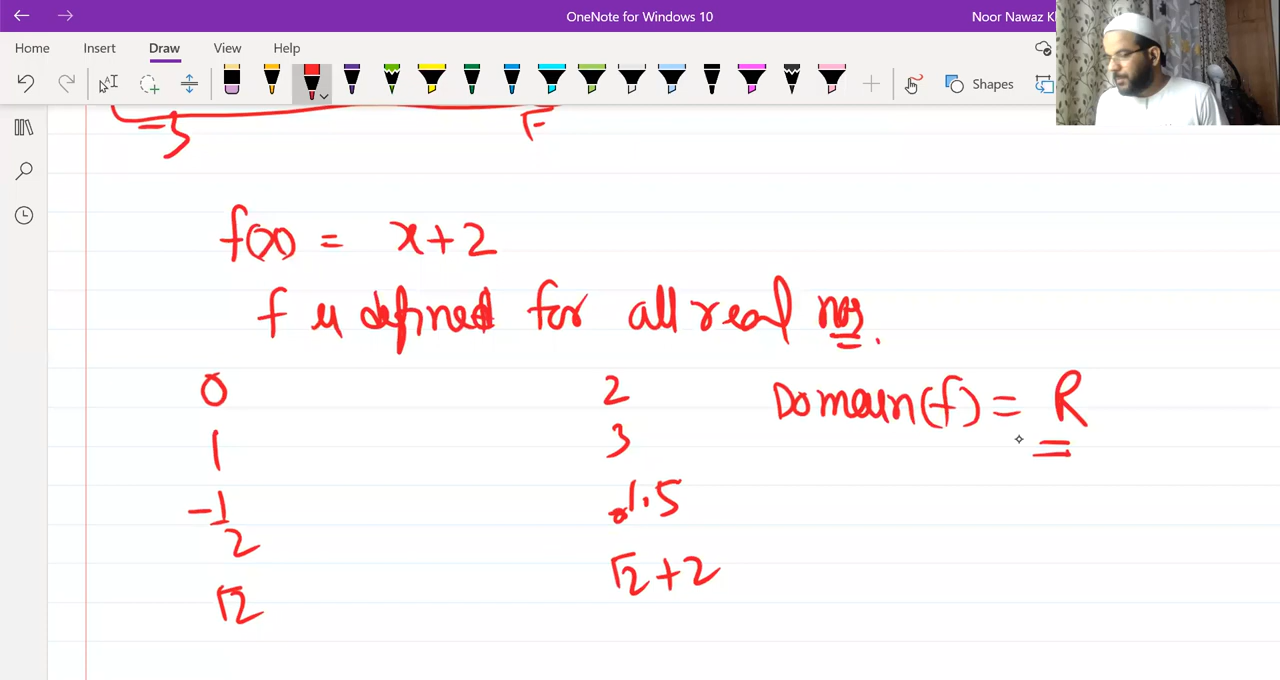 OneNote for Windows 10
Noor Nawaz
Home Insert Draw View Help
Shapes
f(x) = x+2
f is defined for all real nos.
0 2 Domain(f) = R
1 3
-1/2 1.5
√2 √2+2